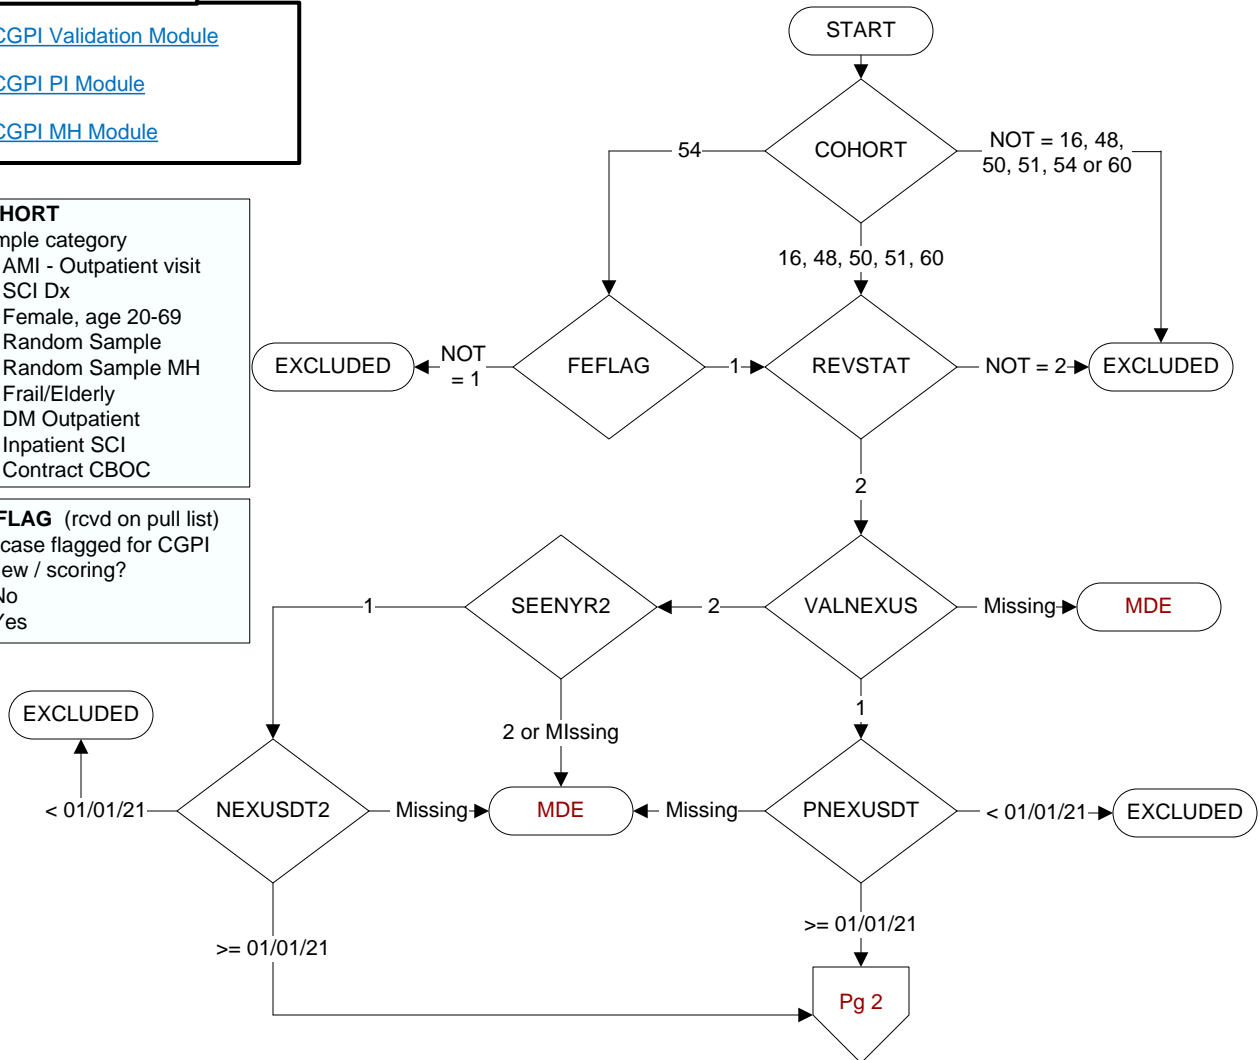 CGPI Validation Module
CGPI PI Module
CGPI MH Module
HORT
mple category
AMI - Outpatient visit
SCI Dx
Female, age 20-69
Random Sample
Random Sample MH
Frail/Elderly
DM Outpatient
Inpatient SCI
Contract CBOC
FLAG (rcvd on pull list)
case flagged for CGPI
ew / scoring?
No
Yes
START
COHORT
54
NOT = 16, 48,
50, 51, 54 or 60
16, 48, 50, 51, 60
EXCLUDED
NOT
= 1
FEFLAG
1
REVSTAT
NOT = 2
EXCLUDED
2
1
SEENYR2
2
VALNEXUS
Missing
MDE
EXCLUDED
2 or MIssing
1
< 01/01/21
NEXUSDT2
Missing
MDE
Missing
PNEXUSDT
< 01/01/21
EXCLUDED
>= 01/01/21
>= 01/01/21
Pg 2